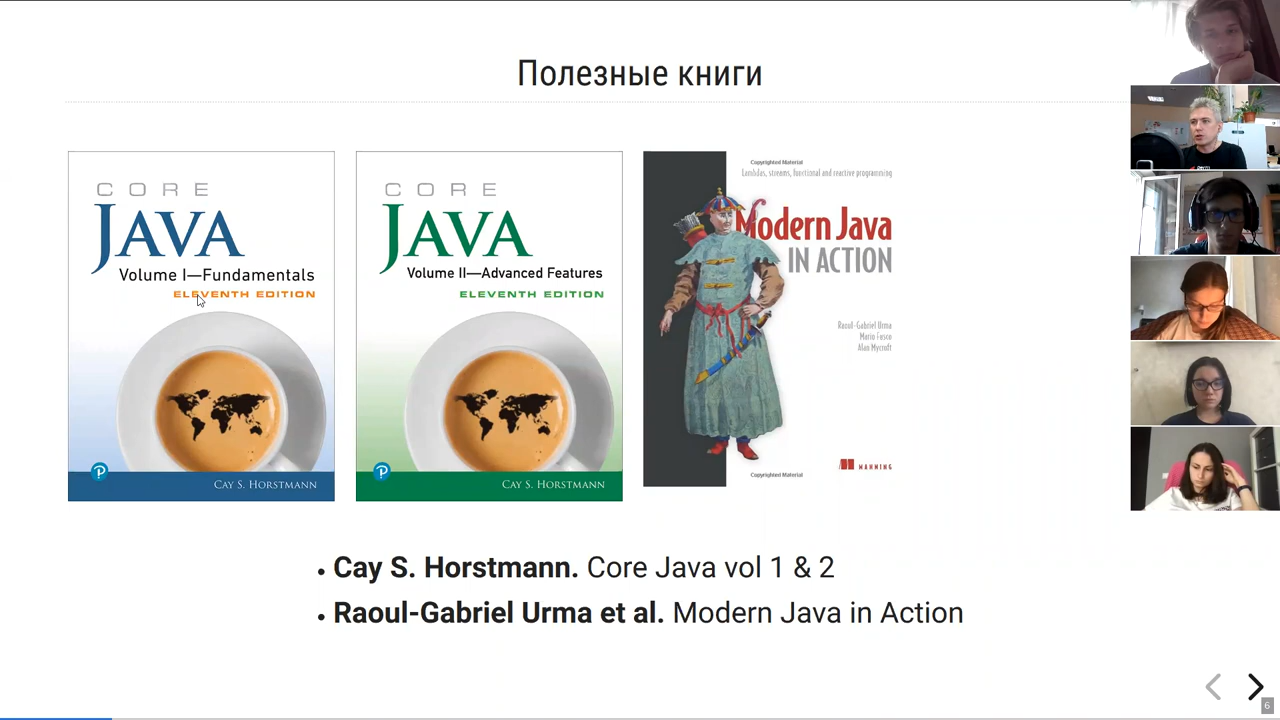 Полезные книги
CORE
JAVA
Volume I—Fundamentals
ELEVENTH EDITION
P
CAY S. HORSTMANN
CORE
JAVA
Volume II—Advanced Features
ELEVENTH EDITION
P
CAY S. HORSTMANN
Copyrighted Material
Lambdas, streams, functional and reactive programming
Modern Java
IN ACTION
Raoul-Gabriel Urma
Mario Fusco
Alan Mycroft
MANNING
Copyrighted Material
• Cay S. Horstmann. Core Java vol 1 & 2
• Raoul-Gabriel Urma et al. Modern Java in Action
6